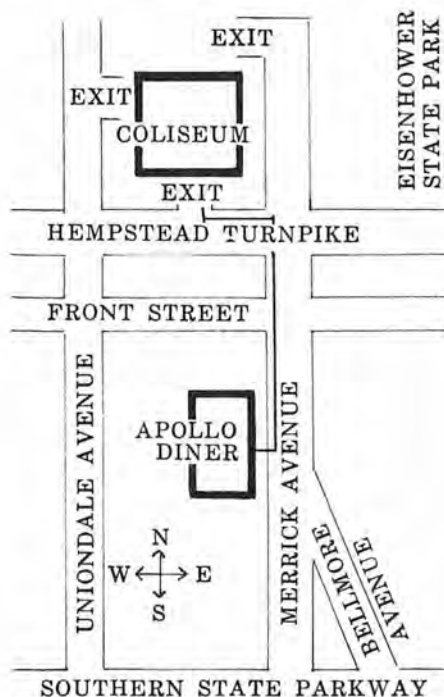 EXIT
EISENHOWER
STATE PARK
EXIT
COLISEUM
EXIT
HEMPSTEAD TURNPIKE
FRONT STREET
UNIONDALE AVENUE
APOLLO
DINER
MERRICK AVENUE
BELLMORE
AVENUE
N
W E
S
SOUTHERN STATE PARKWAY